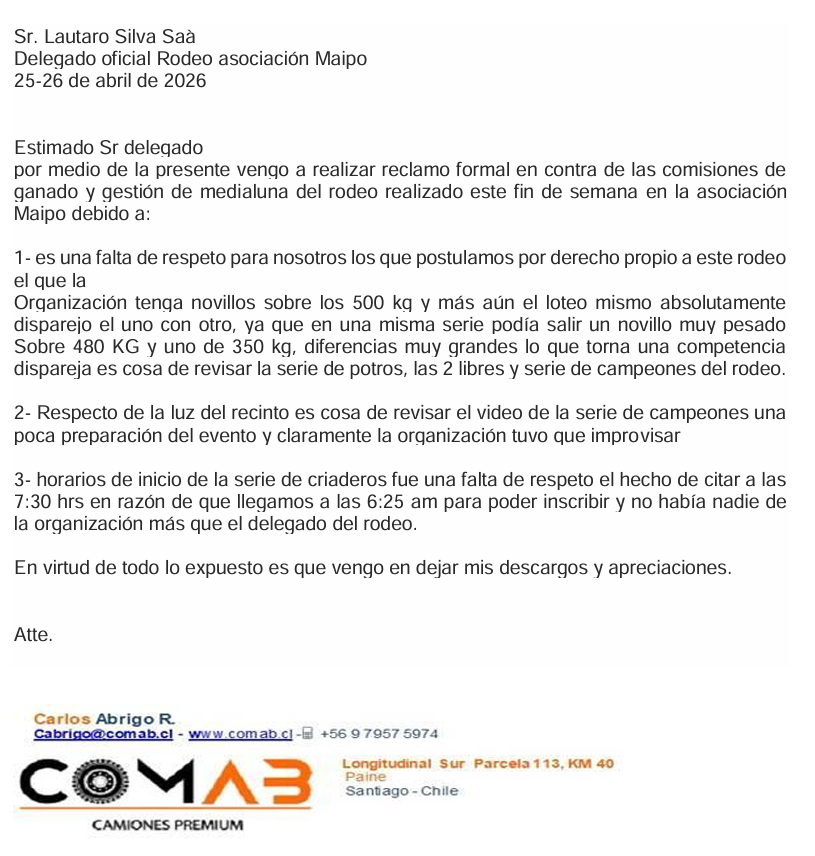 Sr. Lautaro Silva Saà
Delegado oficial Rodeo asociación Maipo
25-26 de abril de 2026
Estimado Sr delegado
por medio de la presente vengo a realizar reclamo formal en contra de las comisiones de
ganado y gestión de medialuna del rodeo realizado este fin de semana en la asociación
Maipo debido a:
1- es una falta de respeto para nosotros los que postulamos por derecho propio a este rodeo
el que la
Organización tenga novillos sobre los 500 kg y más aún el loteo mismo absolutamente
disparejo el uno con otro, ya que en una misma serie podía salir un novillo muy pesado
Sobre 480 KG y uno de 350 kg, diferencias muy grandes lo que torna una competencia
dispareja es cosa de revisar la serie de potros, las 2 libres y serie de campeones del rodeo.
2- Respecto de la luz del recinto es cosa de revisar el video de la serie de campeones una
poca preparación del evento y claramente la organización tuvo que improvisar
3- horarios de inicio de la serie de criaderos fue una falta de respeto el hecho de citar a las
7:30 hrs en razón de que llegamos a las 6:25 am para poder inscribir y no había nadie de
la organización más que el delegado del rodeo.
En virtud de todo lo expuesto es que vengo en dejar mis descargos y apreciaciones.
Atte.
Carlos Abrigo R.
Cabrigo@comab.cl - www.comab.cl - +56 9 7957 5974
COMAB
CAMIONES PREMIUM
Longitudinal Sur Parcela 113, KM 40
Paine
Santiago - Chile